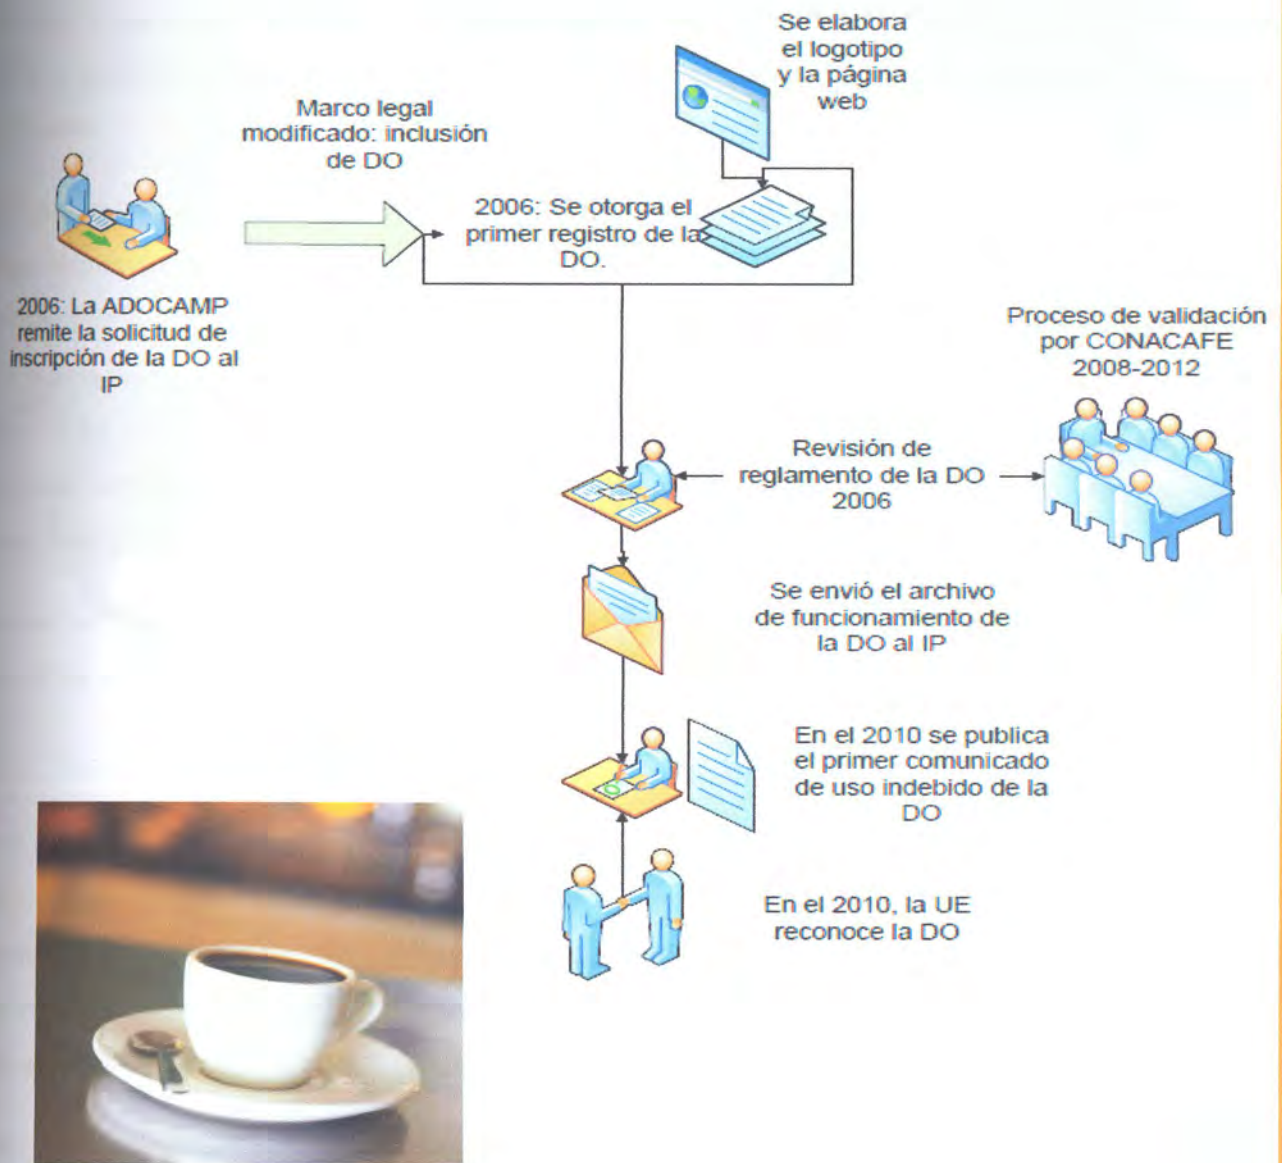 Se elabora
el logotipo
y la página
web
Marco legal
modificado: inclusión
de DO
2006: Se otorga el
primer registro de la
DO.
2006: La ADOCAMP
remite la solicitud de
inscripción de la DO al
IP
Proceso de validación
por CONACAFE
2008-2012
Revisión de
reglamento de la DO
2006
Se envió el archivo
de funcionamiento de
la DO al IP
En el 2010 se publica
el primer comunicado
de uso indebido de la
DO
En el 2010, la UE
reconoce la DO